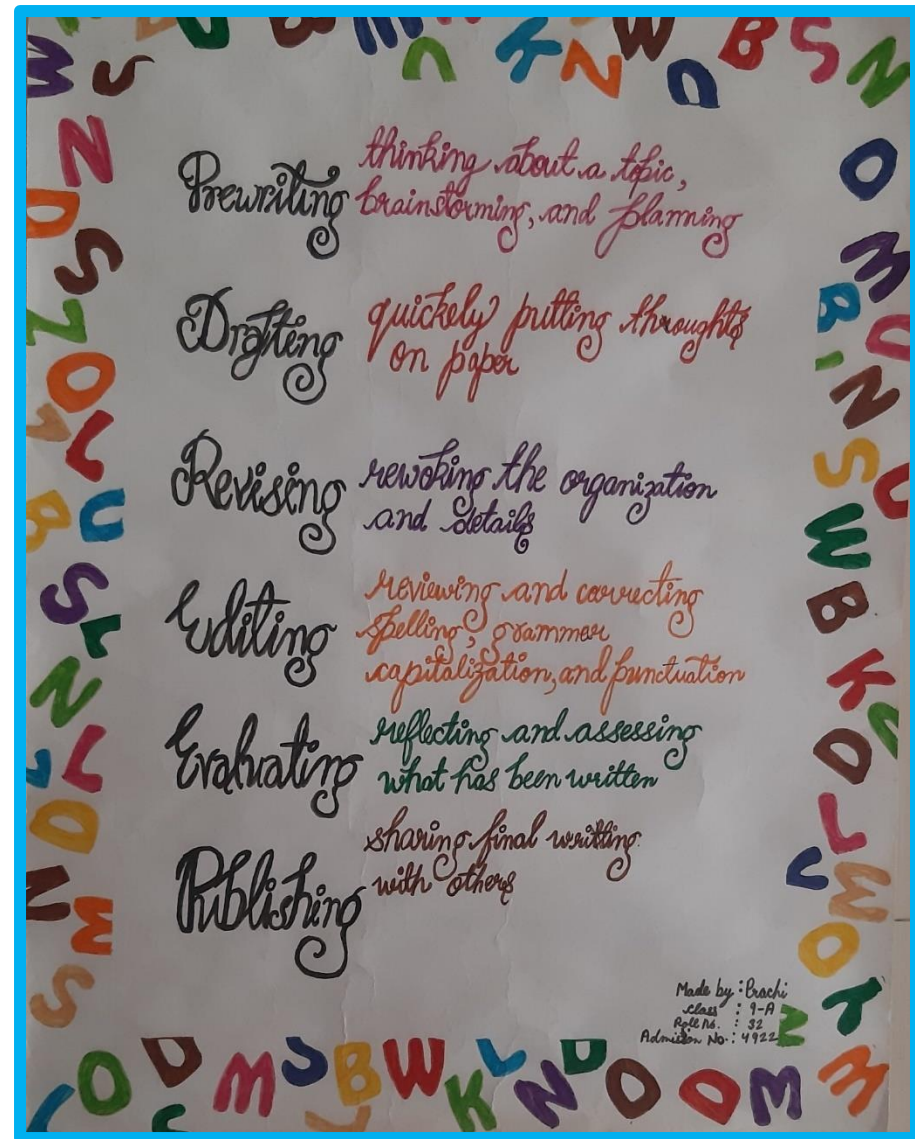 Prewriting thinking about a topic,
brainstorming, and planning
Drafting quickely putting throughts
on paper
Revising rewoking the organization
and details
Editing reviewing and correcting
spelling, grammer
capitalization, and punctuation
Evaluating reflecting and assessing
what has been written
Publishing sharing final writting
with others
Made by : Prachi
Class : 9-A
Roll No. : 32
Admission No. : 4922